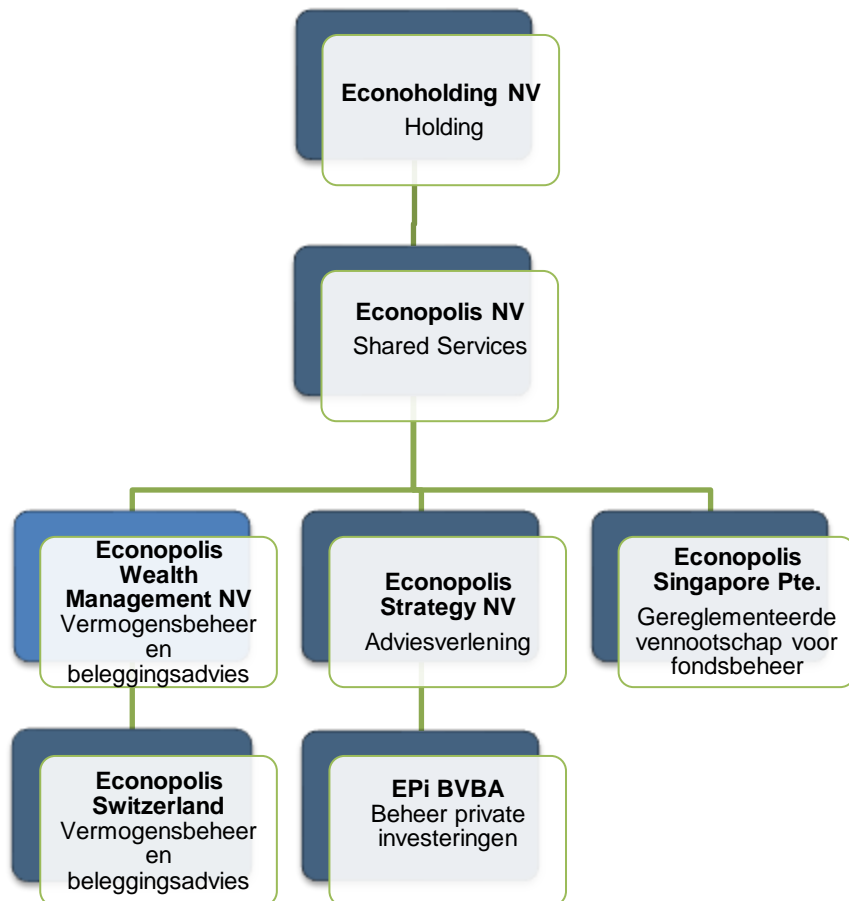 Econoholding NV
Holding
Econopolis NV
Shared Services
Econopolis
Wealth
Management NV
Vermogensbeheer
en
beleggingsadvies
Econopolis
Strategy NV
Adviesverlening
Econopolis
Singapore Pte.
Gereglementeerde
vennootschap voor
fondsbeheer
Econopolis
Switzerland
Vermogensbeheer
en
beleggingsadvies
EPi BVBA
Beheer private
investeringen